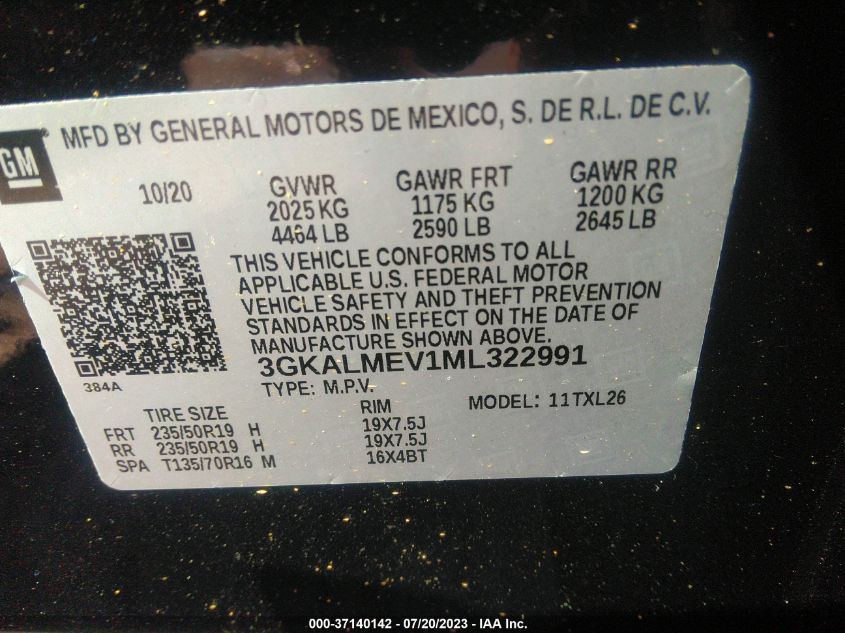 MFD BY GENERAL MOTORS DE MEXICO, S. DE R.L. DE C.V.
GM
10/20 GVWR GAWR FRT GAWR RR
2025 KG 1175 KG 1200 KG
4464 LB 2590 LB 2645 LB
THIS VEHICLE CONFORMS TO ALL
APPLICABLE U.S. FEDERAL MOTOR
VEHICLE SAFETY AND THEFT PREVENTION
STANDARDS IN EFFECT ON THE DATE OF
MANUFACTURE SHOWN ABOVE.
3GKALMEV1ML322991
384A
TYPE: M.P.V. MODEL: 11TXL26
TIRE SIZE RIM
FRT 235/50R19 H 19X7.5J
RR 235/50R19 H 19X7.5J
SPA T135/70R16 M 16X4BT
000-37140142 - 07/20/2023 - IAA Inc.